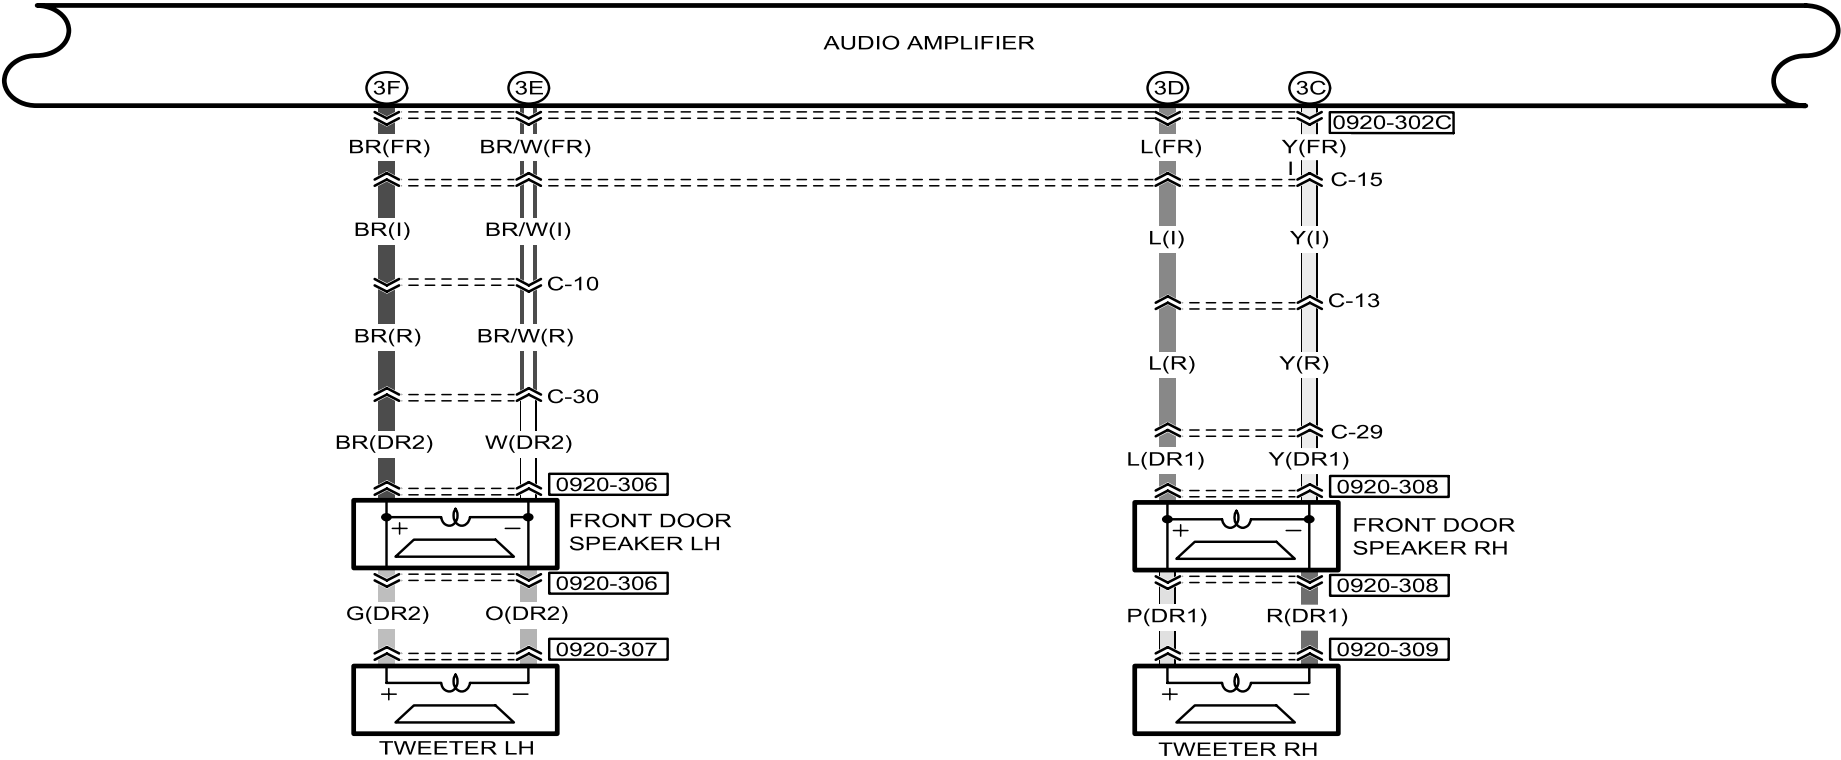 AUDIO AMPLIFIER
3F 3E 3D 3C
0920-302C
BR(FR) BR/W(FR) L(FR) Y(FR)
C-15
BR(I) BR/W(I) L(I) Y(I)
C-10
C-13
BR(R) BR/W(R)
L(R) Y(R)
C-30
C-29
BR(DR2) W(DR2)
L(DR1) Y(DR1)
0920-306 0920-308
+ −
FRONT DOOR
SPEAKER LH
+ −
FRONT DOOR
SPEAKER RH
0920-306 0920-308
G(DR2) O(DR2) P(DR1) R(DR1)
0920-307 0920-309
+ − + −
TWEETER LH TWEETER RH